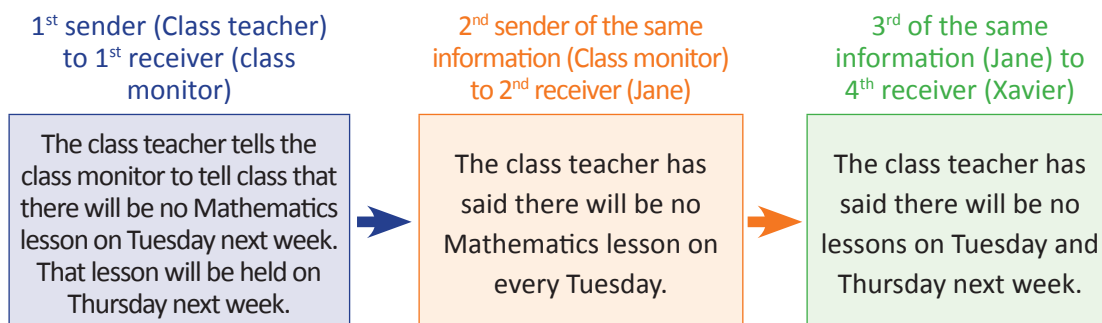 1st sender (Class teacher)
to 1st receiver (class
monitor)
The class teacher tells the
class monitor to tell class that
there will be no Mathematics
lesson on Tuesday next week.
That lesson will be held on
Thursday next week.
2nd sender of the same
information (Class monitor)
to 2nd receiver (Jane)
The class teacher has
said there will be no
Mathematics lesson on
every Tuesday.
3rd of the same
information (Jane) to
4th receiver (Xavier)
The class teacher has
said there will be no
lessons on Tuesday and
Thursday next week.